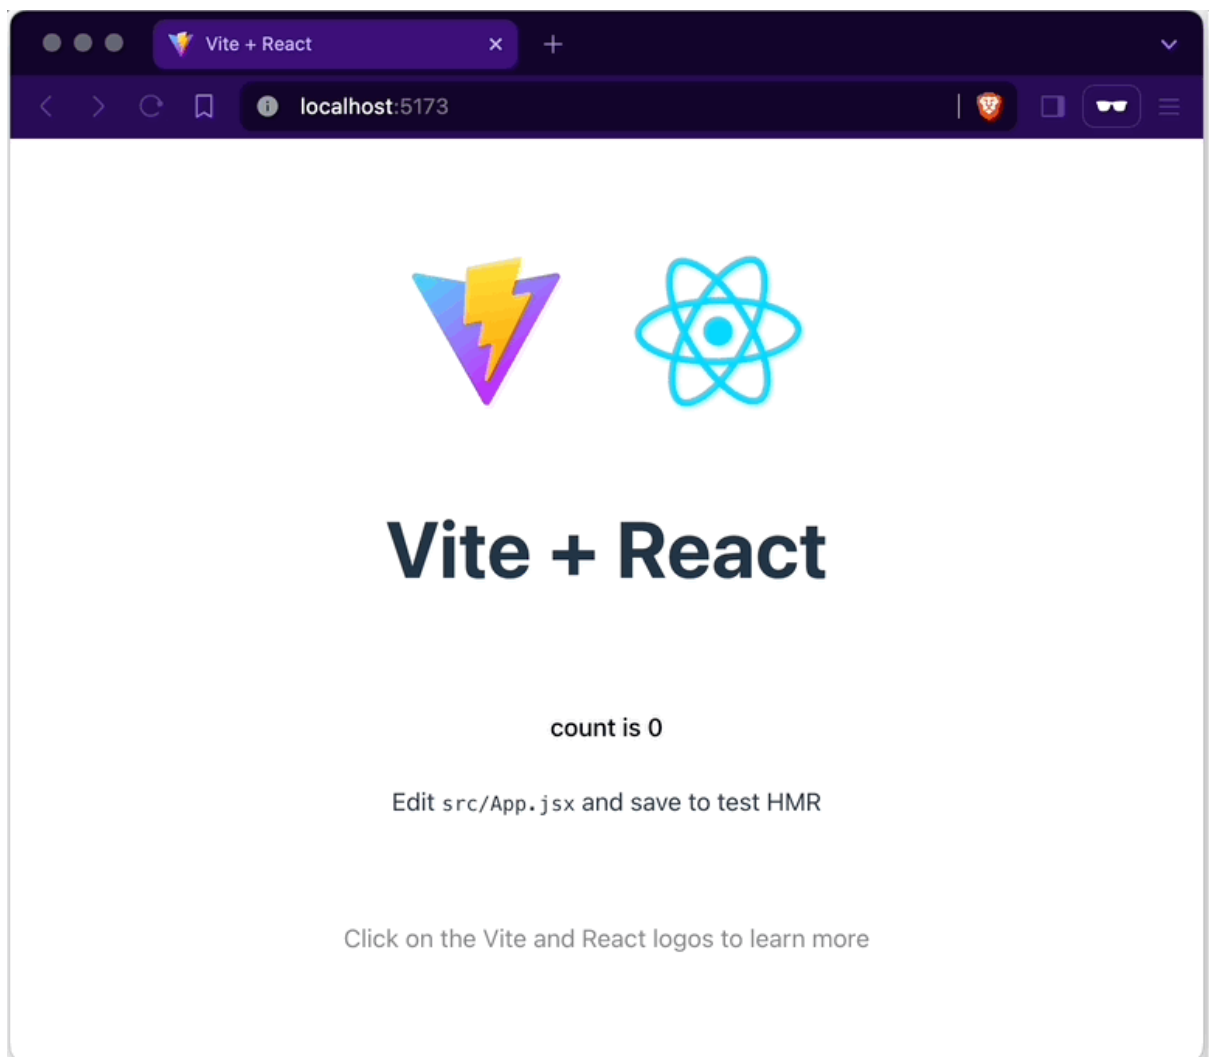 Vite + React
localhost:5173
Vite + React
count is 0
Edit src/App.jsx and save to test HMR
Click on the Vite and React logos to learn more